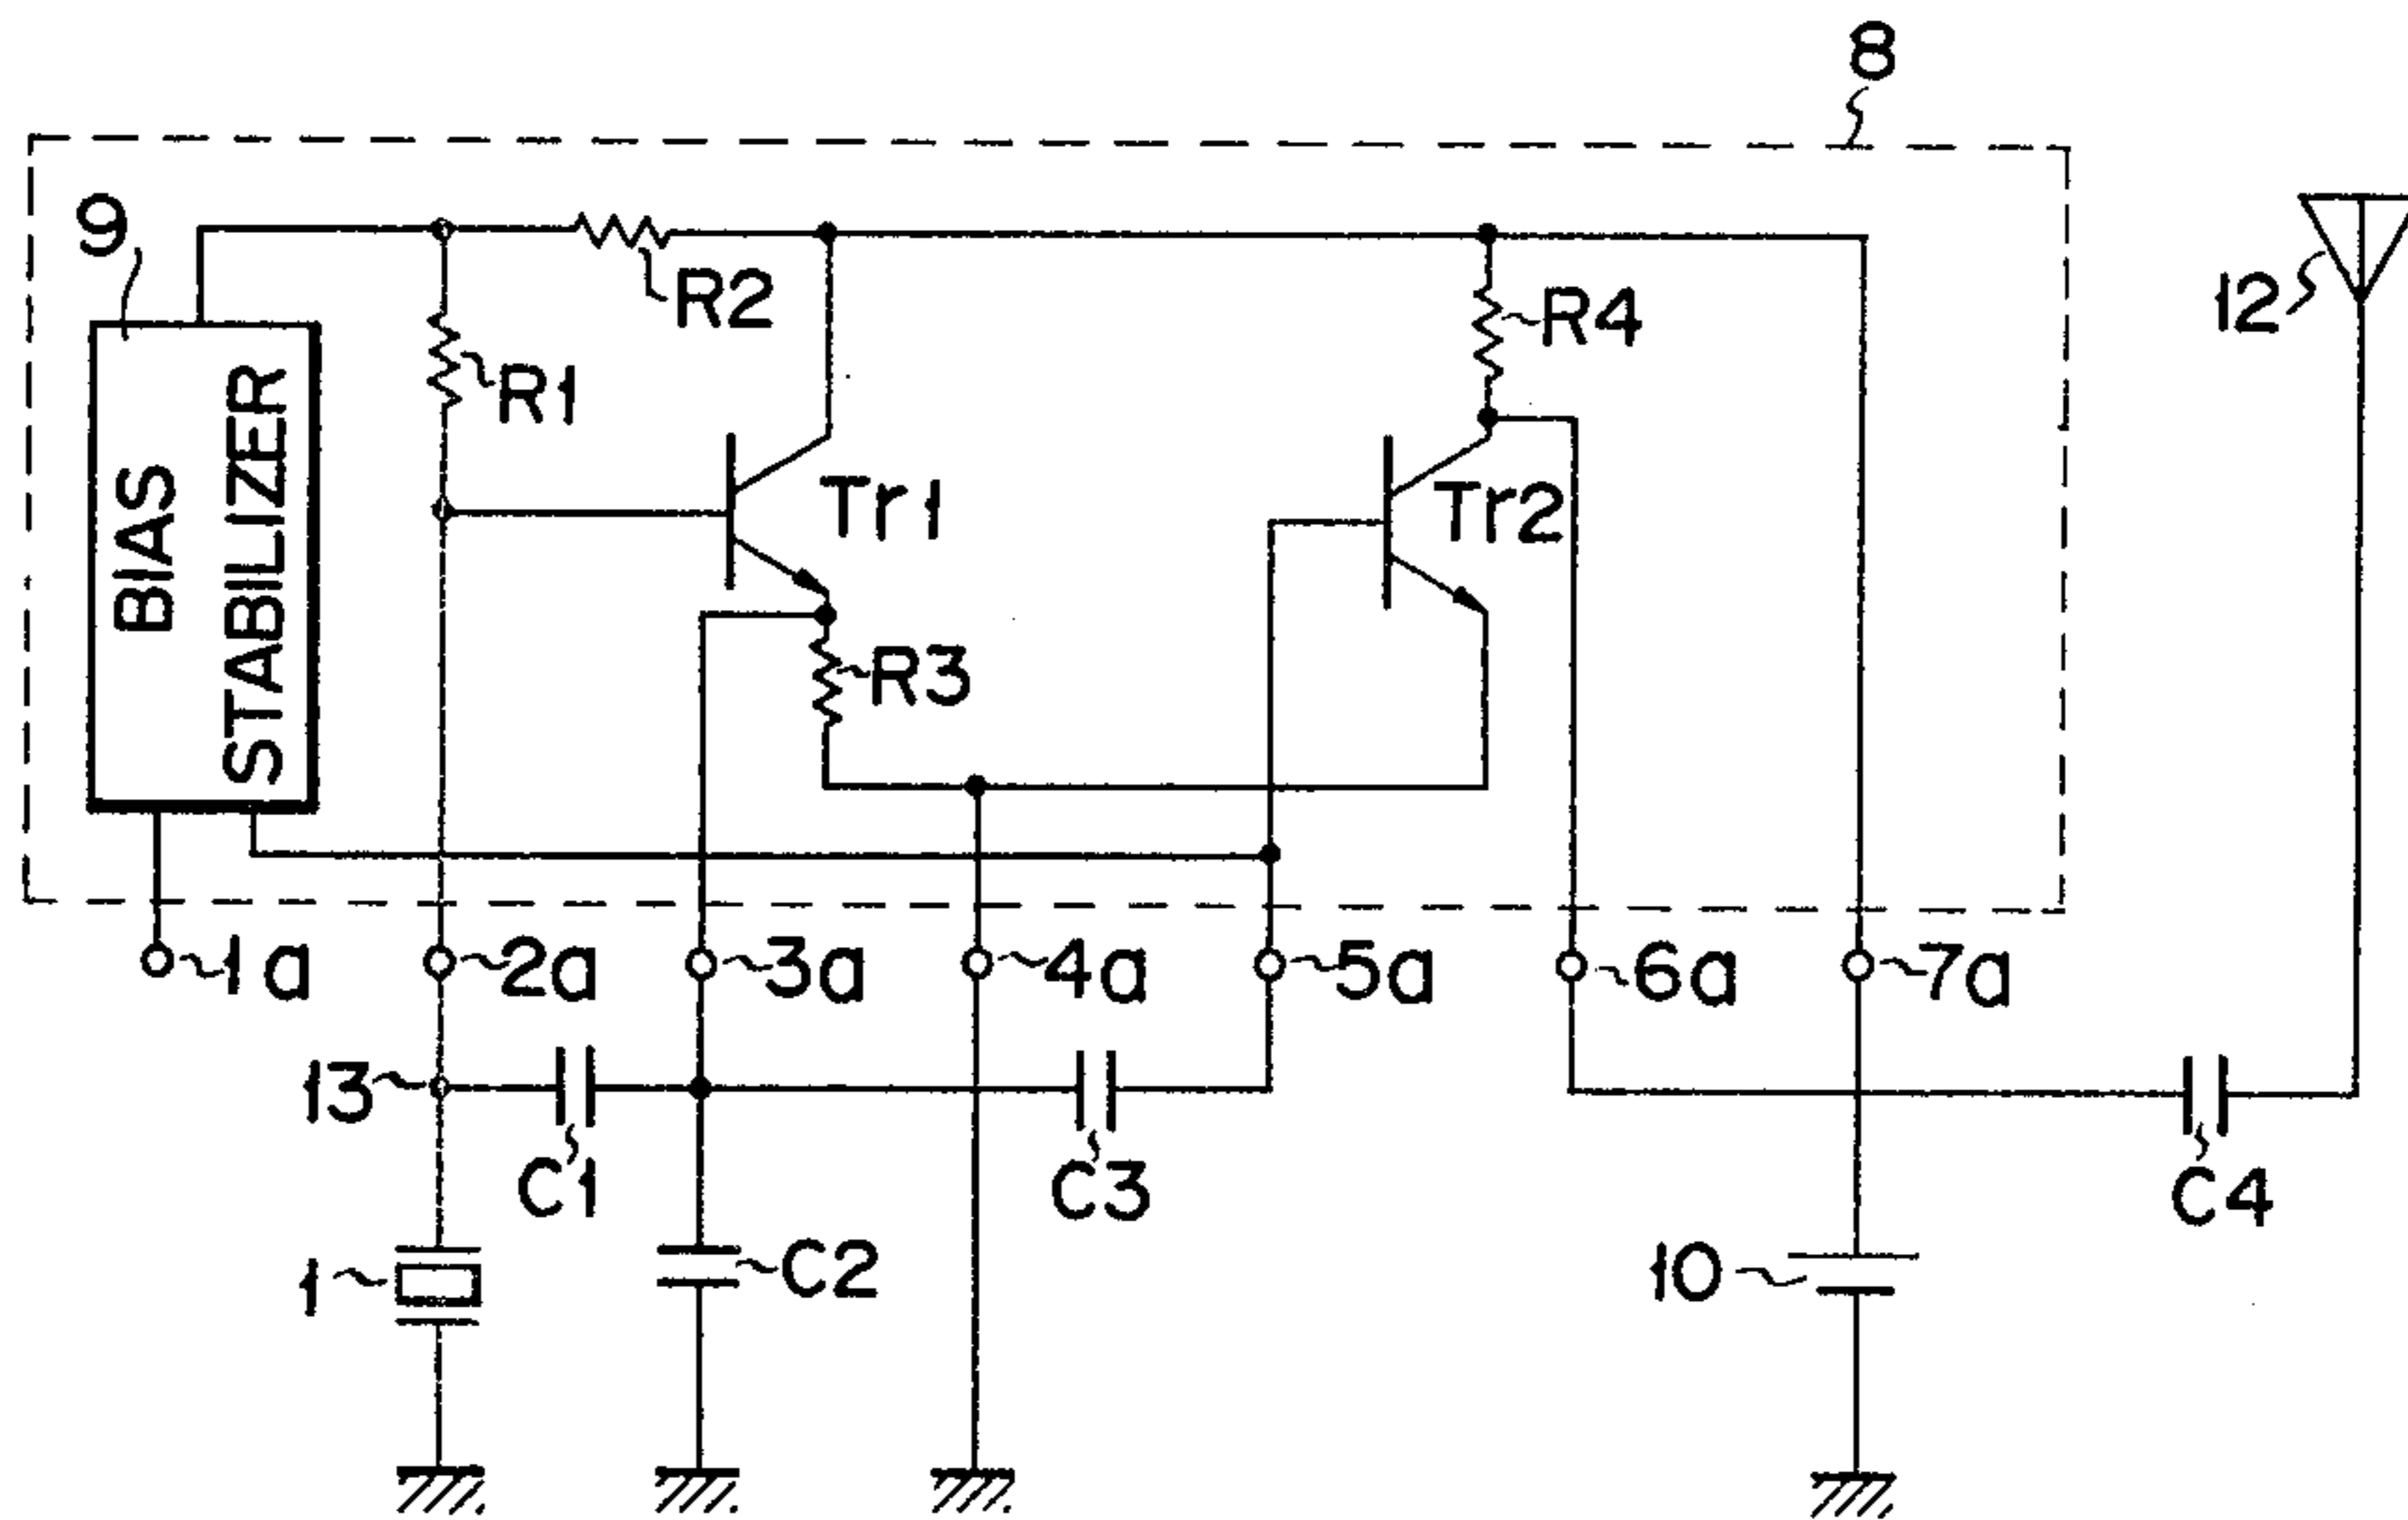 8
9
R2
R4
12
R1
BIAS
STABILIZER
Tr1
Tr2
R3
1a
2a
3a
4a
5a
6a
7a
13
C1
C3
C4
1
C2
10